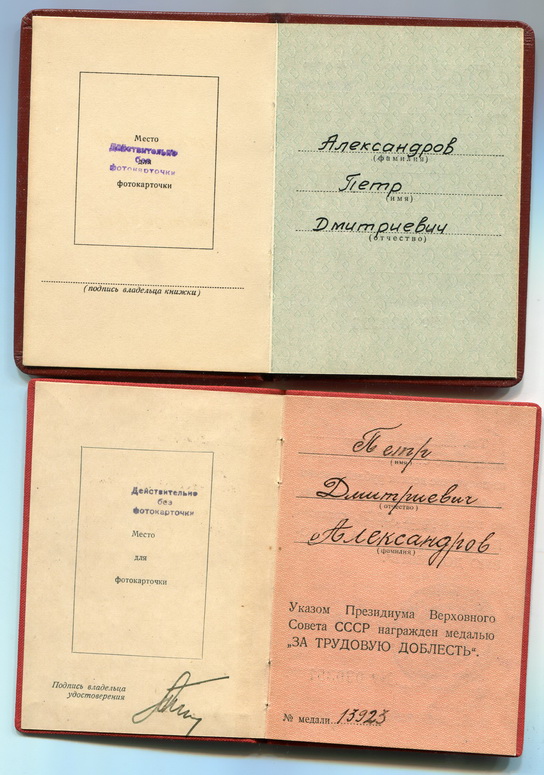 Место
Действительно
без
для
фотокарточки
фотокарточки
(подпись владельца книжки)
Александров
(фамилия)
Петр
(имя)
Дмитриевич
(отчество)
Действительно
без
фотокарточки
Место
для
фотокарточки
Подпись владельца
удостоверения
Петр
(имя)
Дмитриевич
(отчество)
Александров
(фамилия)
Указом Президиума Верховного
Совета СССР награжден медалью
„ЗА ТРУДОВУЮ ДОБЛЕСТЬ“.
№ медали 13923